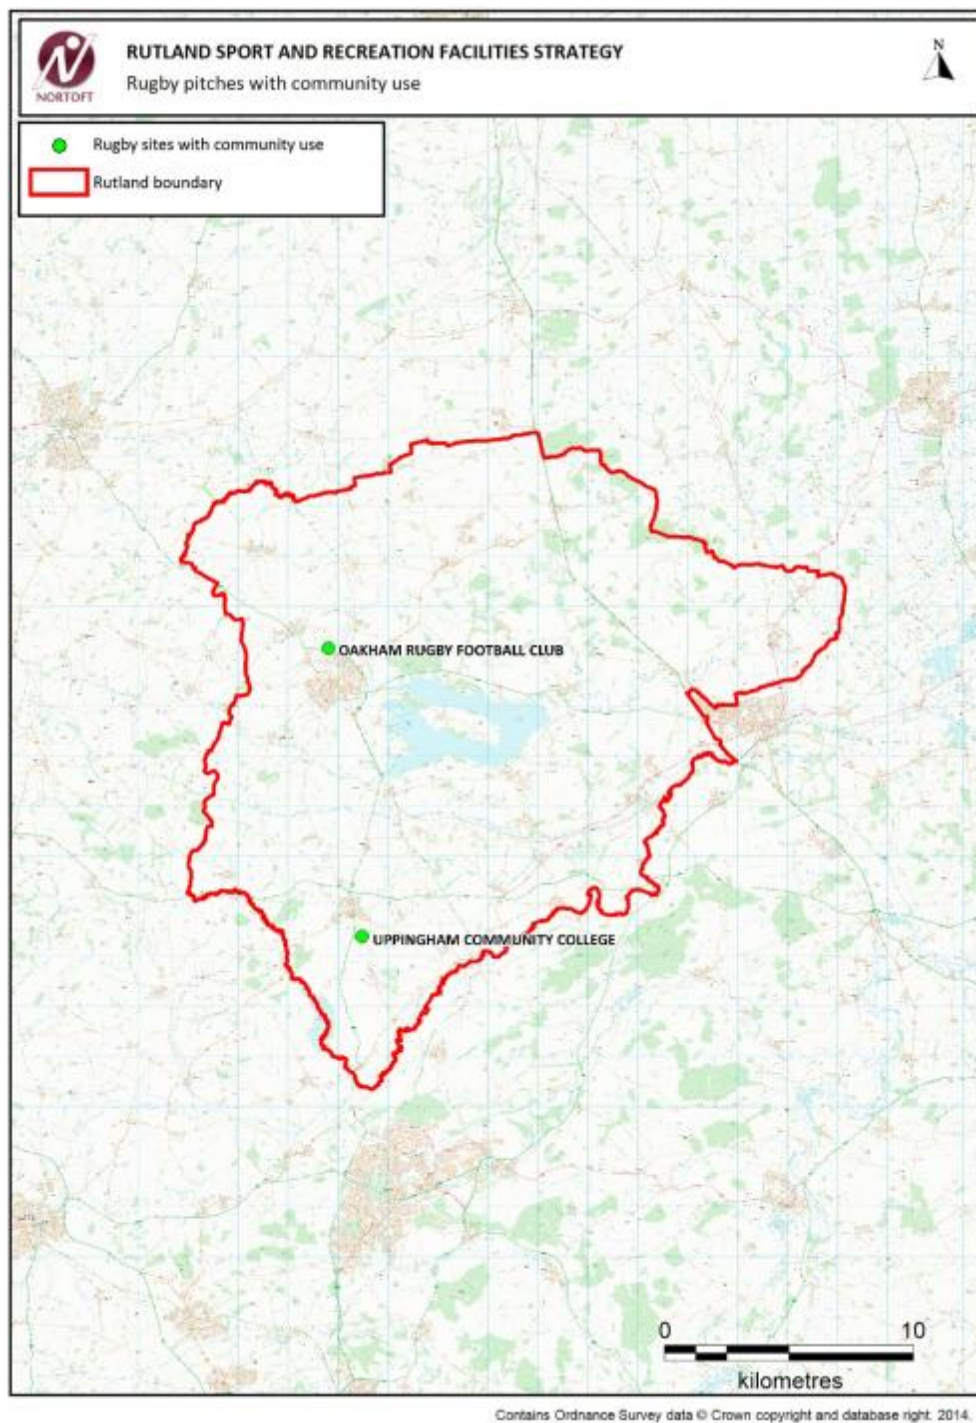 RUTLAND SPORT AND RECREATION FACILITIES STRATEGY
Rugby pitches with community use
NORTOFT
N
Rugby sites with community use
Rutland boundary
OAKHAM RUGBY FOOTBALL CLUB
UPPINGHAM COMMUNITY COLLEGE
0 10
kilometres
Contains Ordnance Survey data © Crown copyright and database right 2014